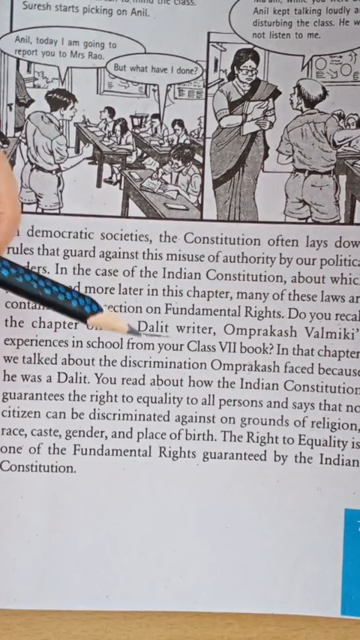 the class.
Suresh starts picking on Anil.
Anil, today I am going to
report you to Mrs Rao.
But what have I done?
Anil kept talking loudly a
disturbing the class. He w
not listen to me.
democratic societies, the Constitution often lays dow
rules that guard against this misuse of authority by our politic
ders. In the case of the Indian Constitution, about whic
more later in this chapter, many of these laws ar
contai ection on Fundamental Rights. Do you recal
the chapter Dalit writer, Omprakash Valmiki'
experiences in school from your Class VII book? In that chapter
we talked about the discrimination Omprakash faced because
he was a Dalit. You read about how the Indian Constitution
guarantees the right to equality to all persons and says that no
citizen can be discriminated against on grounds of religion,
race, caste, gender, and place of birth. The Right to Equality is
one of the Fundamental Rights guaranteed by the Indian
Constitution.